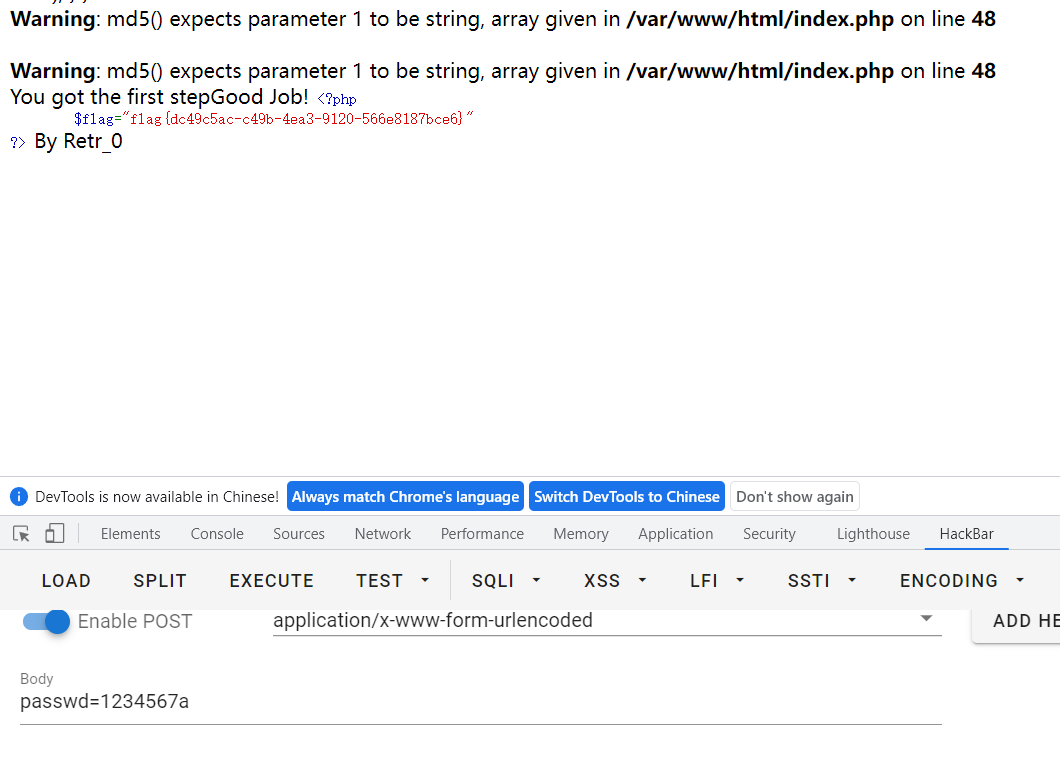 Warning: md5() expects parameter 1 to be string, array given in /var/www/html/index.php on line 48
Warning: md5() expects parameter 1 to be string, array given in /var/www/html/index.php on line 48
You got the first stepGood Job! <?php
$flag="flag{dc49c5ac-c49b-4ea3-9120-566e8187bce6}"
?> By Retr_0
DevTools is now available in Chinese! Always match Chrome's language Switch DevTools to Chinese Don't show again
Elements Console Sources Network Performance Memory Application Security Lighthouse HackBar
LOAD SPLIT EXECUTE TEST SQLI XSS LFI SSTI ENCODING
Enable POST application/x-www-form-urlencoded ADD HE
Body
passwd=1234567a